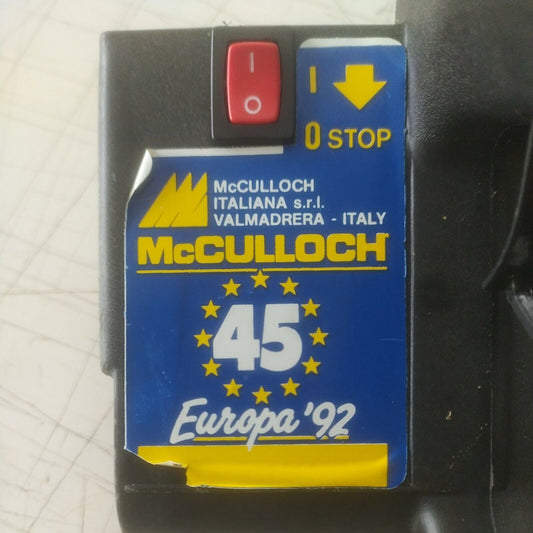 I
O
I
0 STOP
McCULLOCH
ITALIANA s.r.l.
VALMADRERA - ITALY
McCULLOCH
45
Europa '92